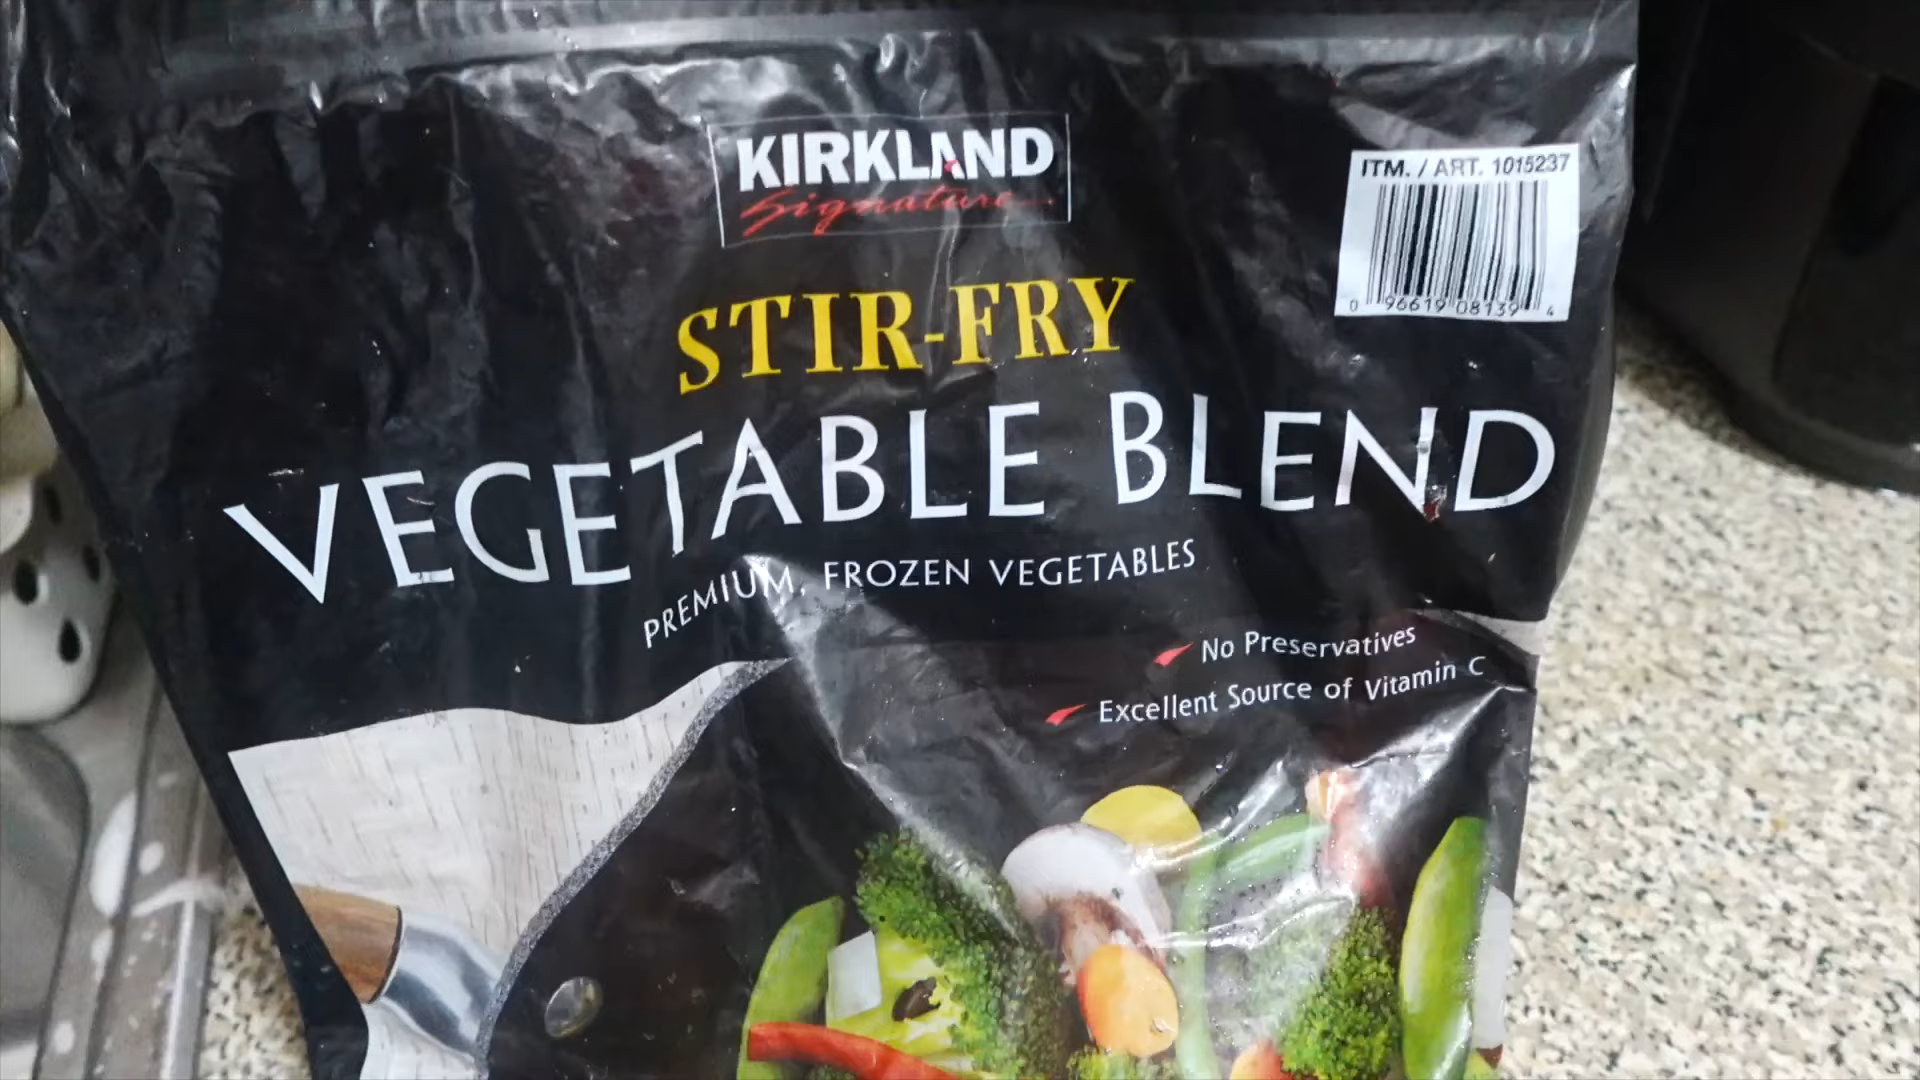 KIRKLAND
Signature
ITM. / ART. 1015237
0 96619 08139 4
STIR-FRY
VEGETABLE BLEND
PREMIUM, FROZEN VEGETABLES
No Preservatives
Excellent Source of Vitamin C